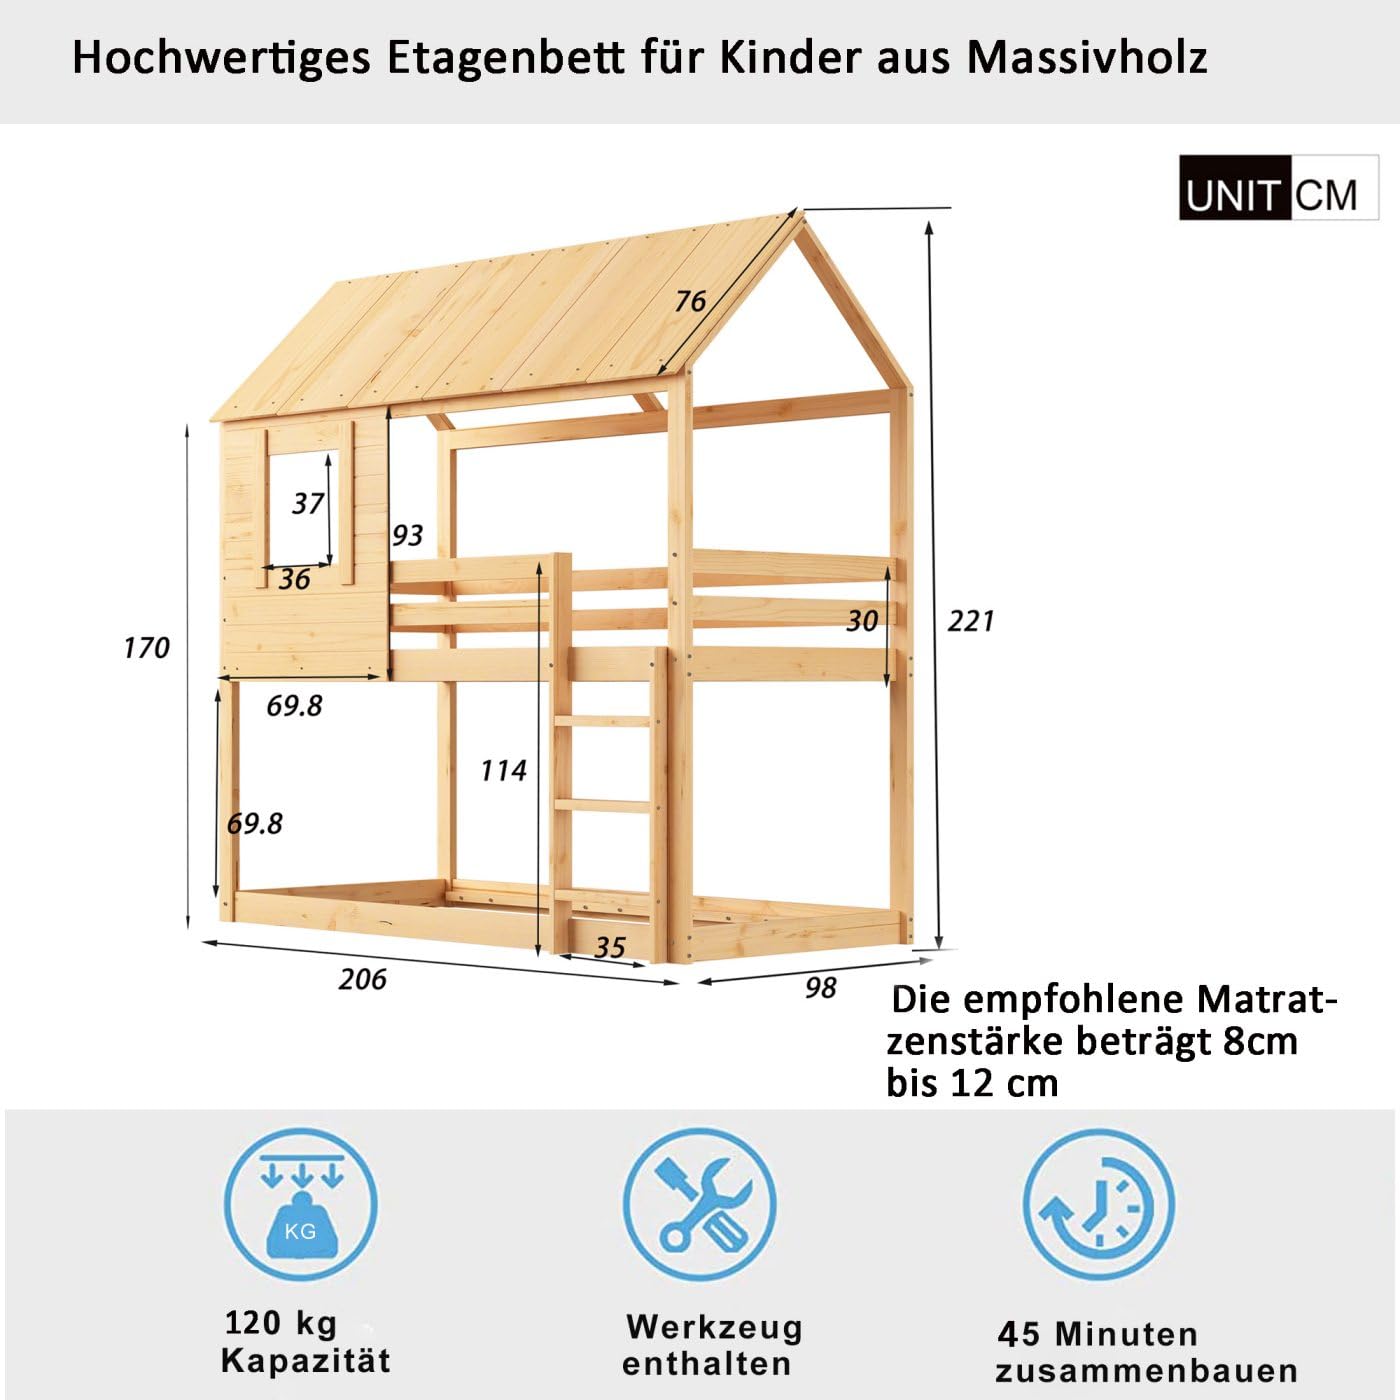 Hochwertiges Etagenbett für Kinder aus Massivholz
UNIT CM
76
37
36
93
170
30
221
69.8
114
69.8
35
206
98
Die empfohlene Matrat-
zenstärke beträgt 8cm
bis 12 cm
KG
120 kg
Kapazität
Werkzeug
enthalten
45 Minuten
zusammenbauen